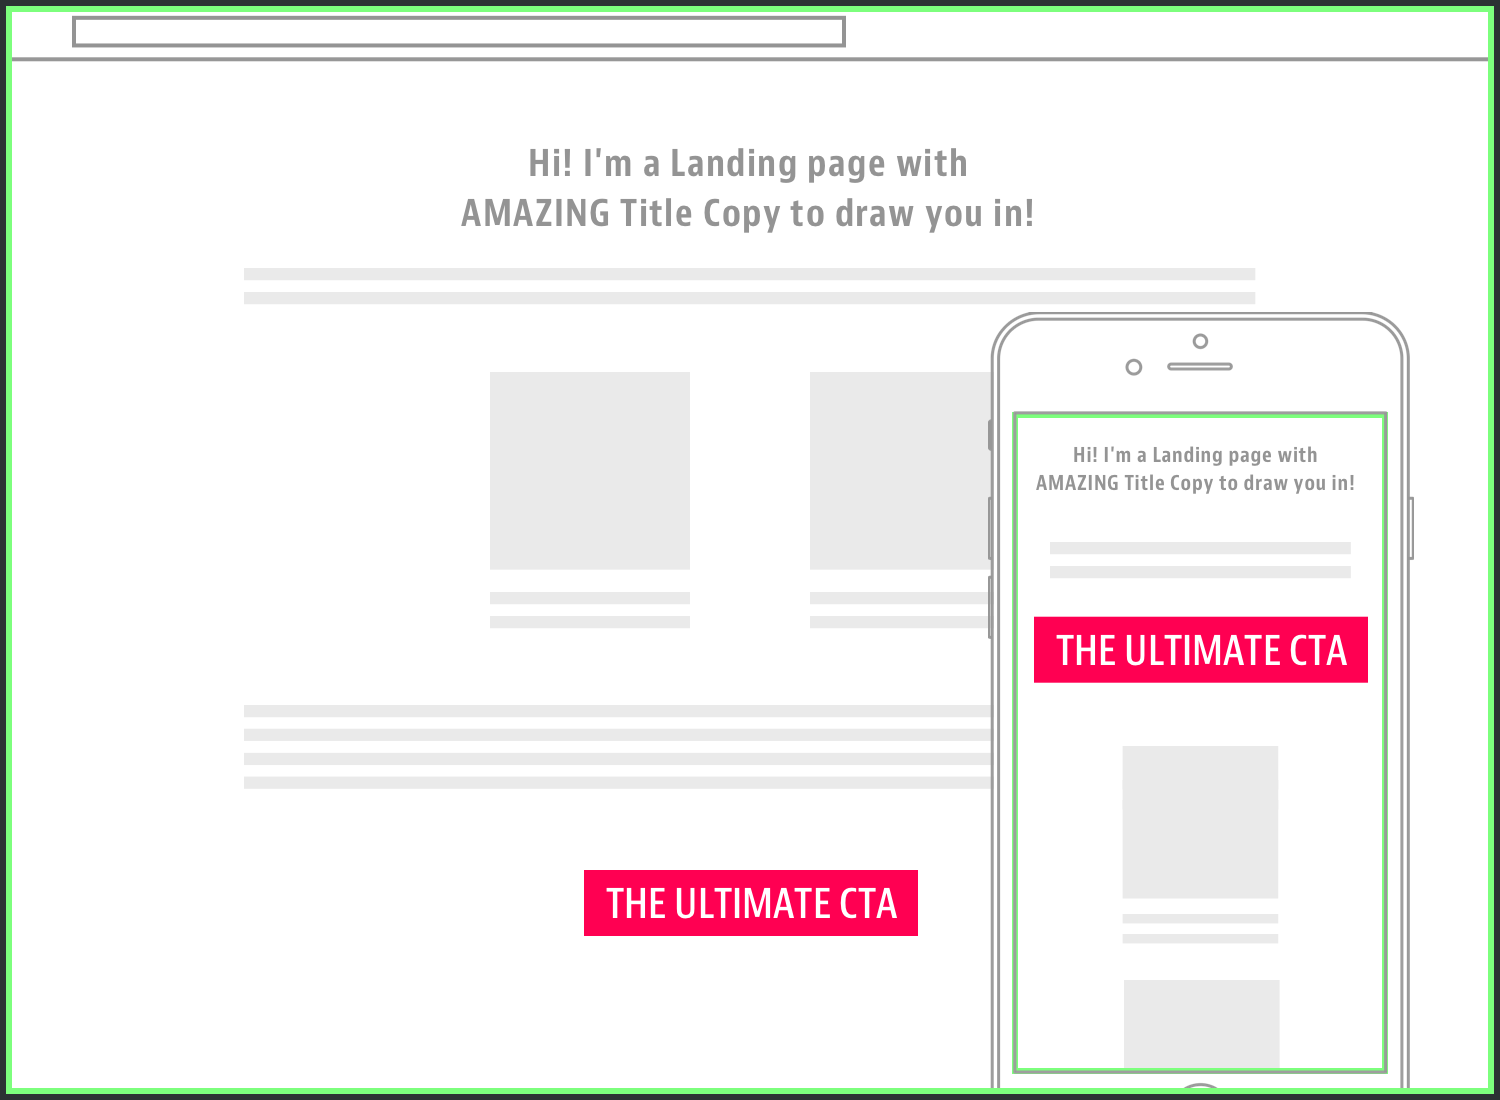 Hi! I'm a Landing page with
AMAZING Title Copy to draw you in!
THE ULTIMATE CTA
Hi! I'm a Landing page with
AMAZING Title Copy to draw you in!
THE ULTIMATE CTA